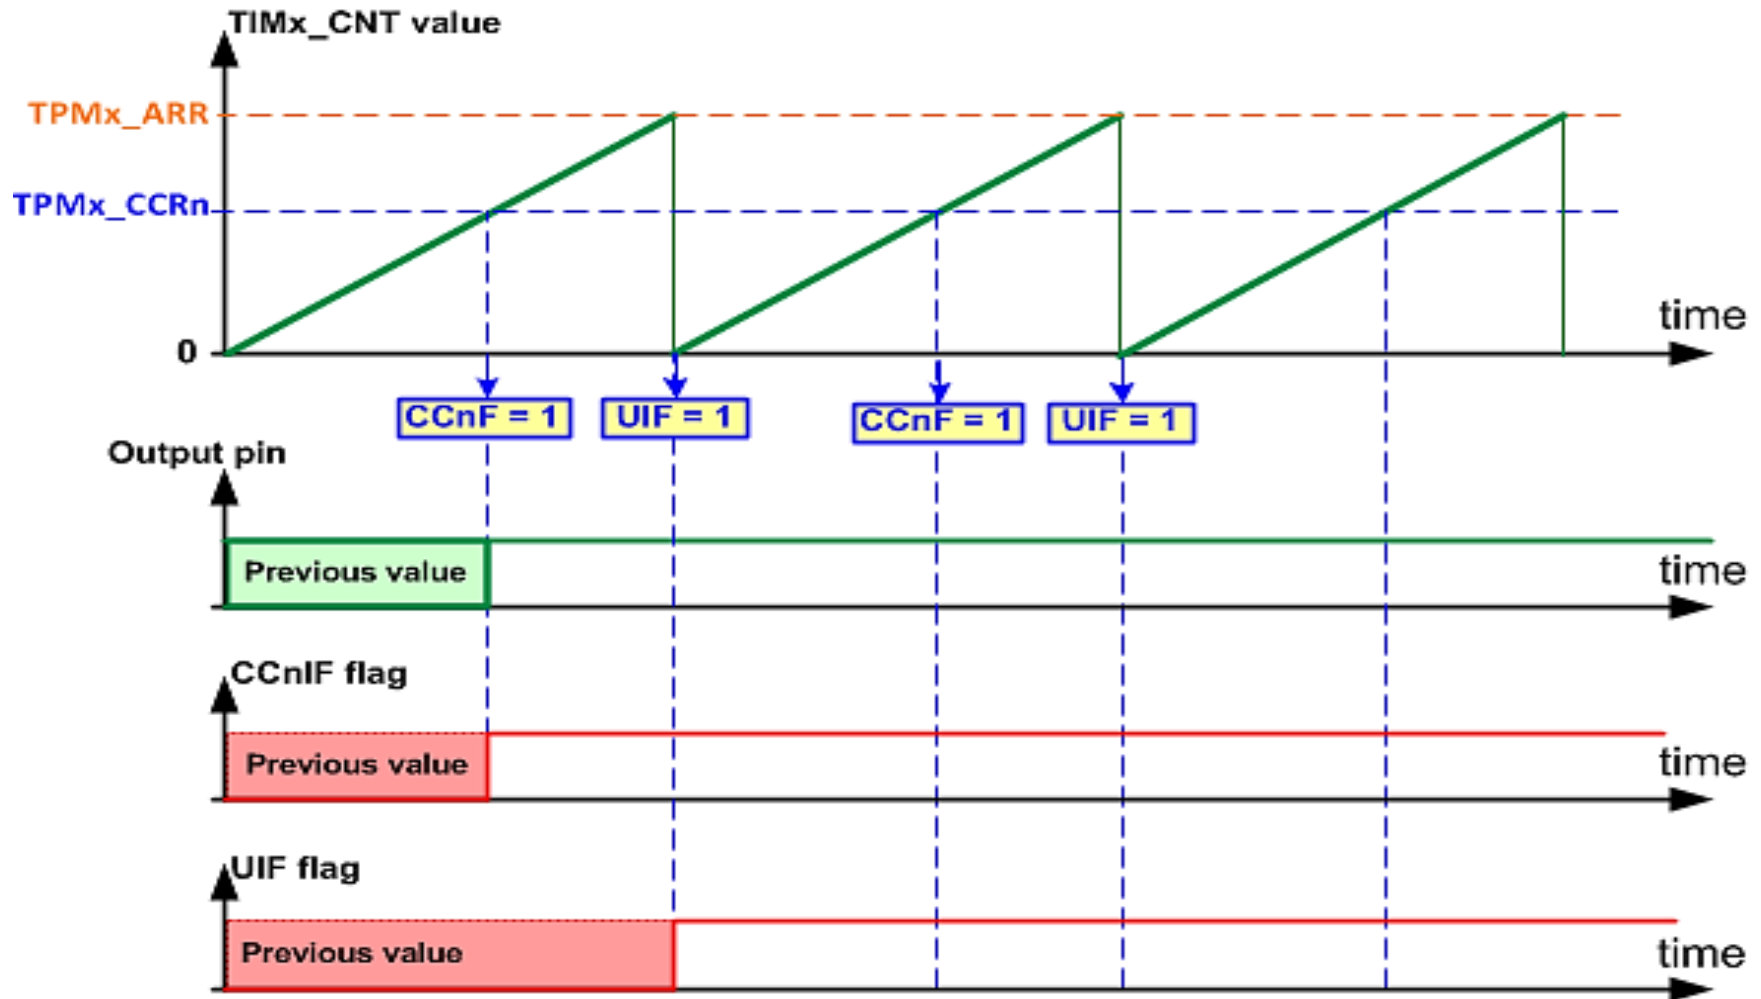 TIMx_CNT value
TPMx_ARR
TPMx_CCRn
time
0
CCnF = 1
UIF = 1
CCnF = 1
UIF = 1
Output pin
Previous value
time
CCnIF flag
Previous value
time
UIF flag
Previous value
time